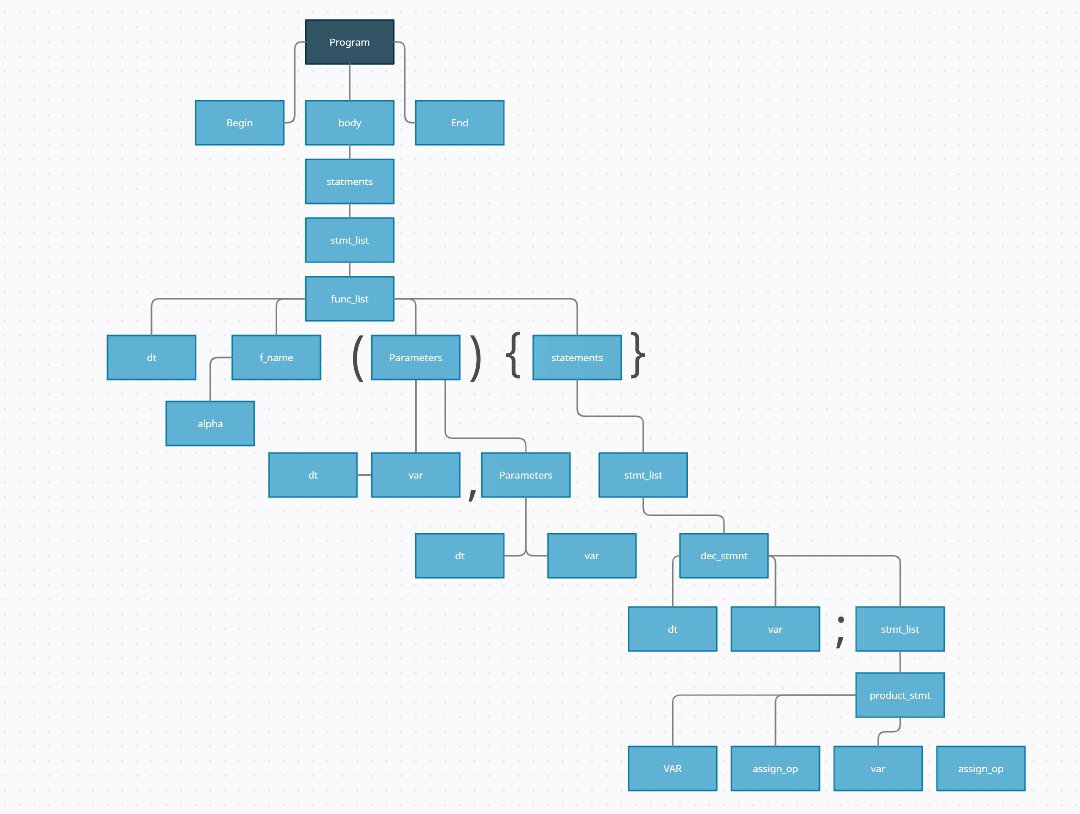 Program
Begin
body
End
statments
stmt_list
func_list
dt
f_name
(
Parameters
)
{
statements
}
alpha
dt
var
,
Parameters
stmt_list
dt
var
dec_stmnt
dt
var
;
stmt_list
product_stmt
VAR
assign_op
var
assign_op